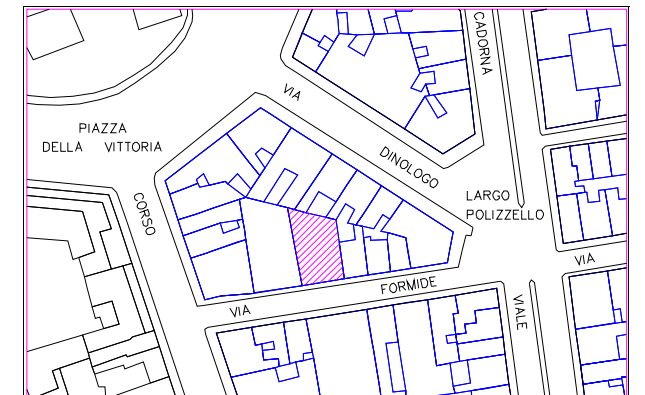 CADORNA
VIA
PIAZZA
DELLA VITTORIA
DINOLOGO
CORSO
LARGO
POLIZZELLO
VIA
FORMIDE
VIA
VIALE